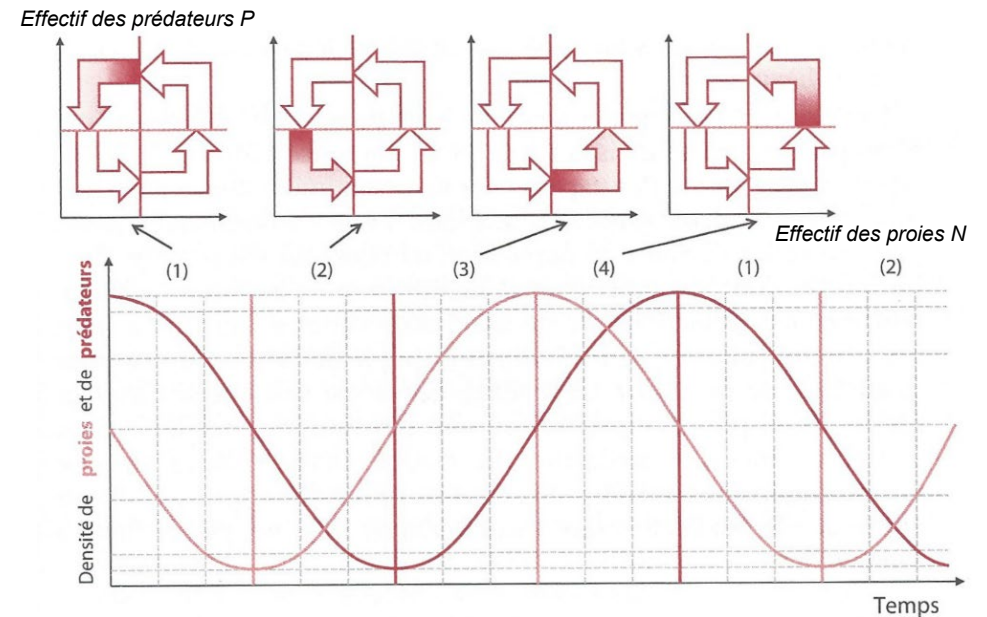 Effectif des prédateurs P
Effectif des proies N
(1)
(2)
(3)
(4)
(1)
(2)
Densité de proies et de prédateurs
Temps